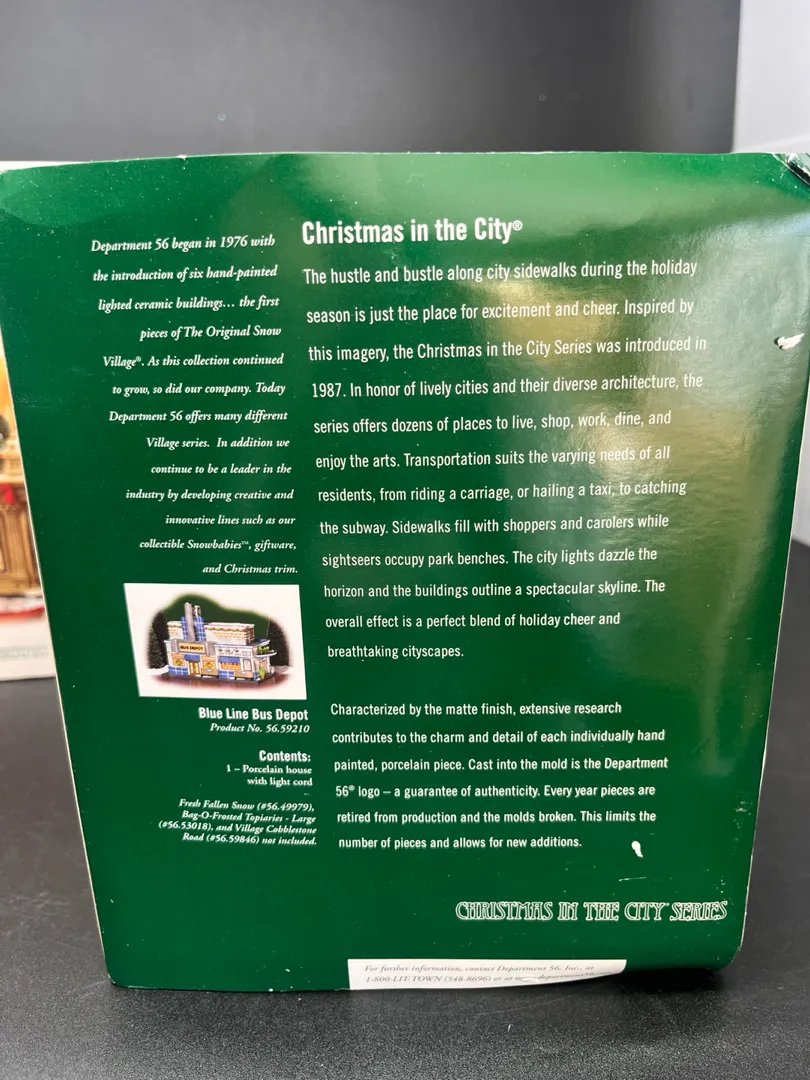 Department 56 began in 1976 with
the introduction of six hand-painted
lighted ceramic buildings... the first
pieces of The Original Snow
Village®. As this collection continued
to grow, so did our company. Today
Department 56 offers many different
Village series. In addition we
continue to be a leader in the
industry by developing creative and
innovative lines such as our
collectible Snowbabies™, giftware,
and Christmas trim.
BUS DEPOT
Blue Line Bus Depot
Product No. 56.59210
Contents:
1 – Porcelain house
with light cord
Fresh Fallen Snow (#56.49979),
Bag-O-Frosted Topiaries - Large
(#56.53018), and Village Cobblestone
Road (#56.59846) not included.
Christmas in the City®
The hustle and bustle along city sidewalks during the holiday
season is just the place for excitement and cheer. Inspired by
this imagery, the Christmas in the City Series was introduced in
1987. In honor of lively cities and their diverse architecture, the
series offers dozens of places to live, shop, work, dine, and
enjoy the arts. Transportation suits the varying needs of all
residents, from riding a carriage, or hailing a taxi, to catching
the subway. Sidewalks fill with shoppers and carolers while
sightseers occupy park benches. The city lights dazzle the
horizon and the buildings outline a spectacular skyline. The
overall effect is a perfect blend of holiday cheer and
breathtaking cityscapes.
Characterized by the matte finish, extensive research
contributes to the charm and detail of each individually hand
painted, porcelain piece. Cast into the mold is the Department
56® logo – a guarantee of authenticity. Every year pieces are
retired from production and the molds broken. This limits the
number of pieces and allows for new additions.
CHRISTMAS IN THE CITY SERIES
For further information, contact Department 56, Inc., at
1-800-LIT-TOWN (548-8696) or at